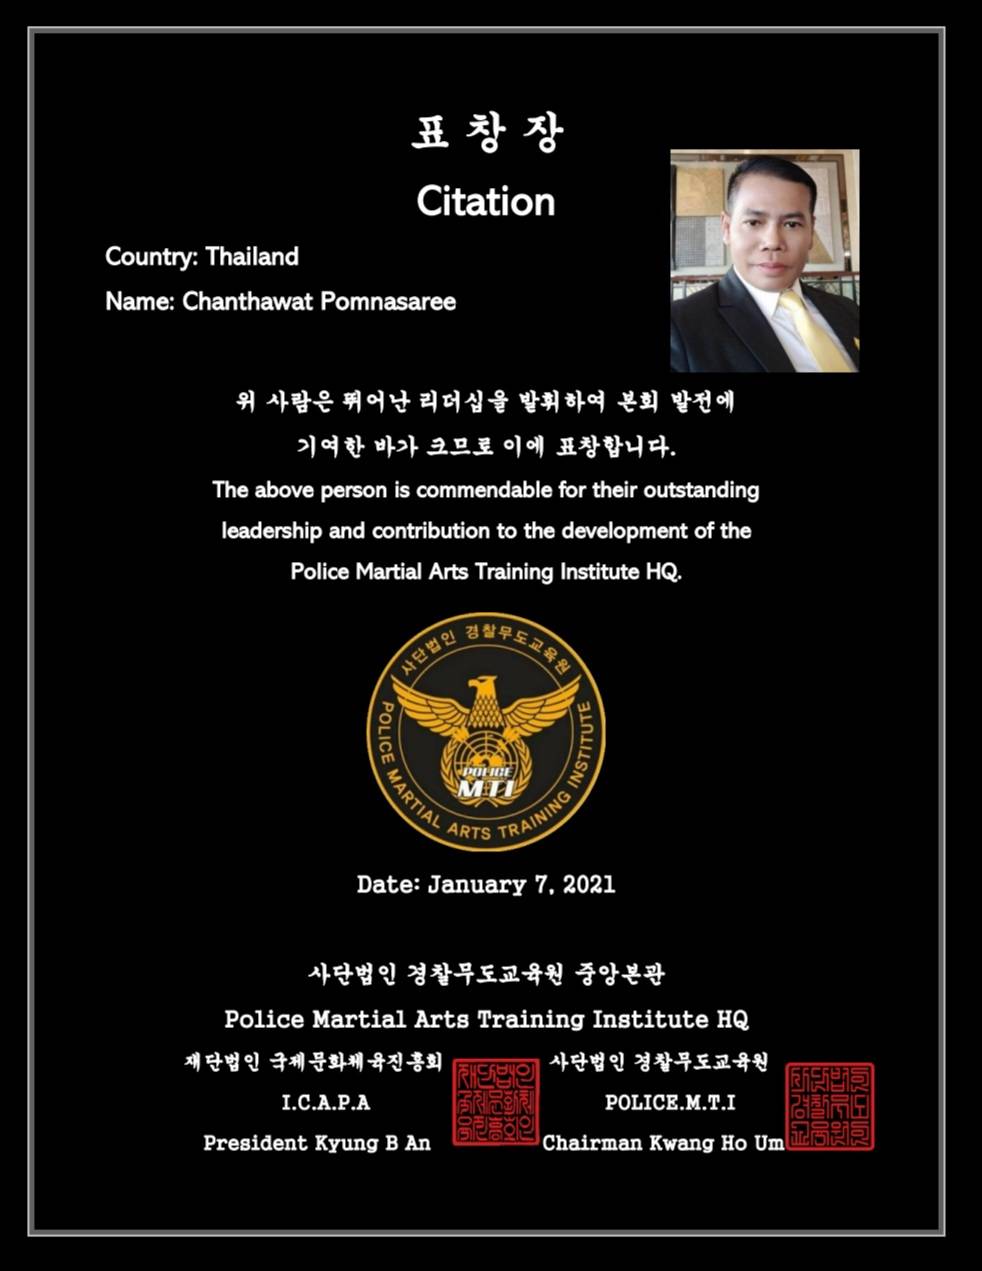 표 창 장
Citation
Country: Thailand
Name: Chanthawat Pomnasaree
위 사람은 뛰어난 리더십을 발휘하여 본회 발전에
기여한 바가 크므로 이에 표창합니다.
The above person is commendable for their outstanding
leadership and contribution to the development of the
Police Martial Arts Training Institute HQ.
사단법인 경찰무도교육원
POLICE MARTIAL ARTS TRAINING INSTITUTE
POLICE
MTI
Date: January 7, 2021
사단법인 경찰무도교육원 중앙본관
Police Martial Arts Training Institute HQ
재단법인 국제문화체육진흥회
I.C.A.P.A
President Kyung B An
사단법인 경찰무도교육원
POLICE.M.T.I
Chairman Kwang Ho Um